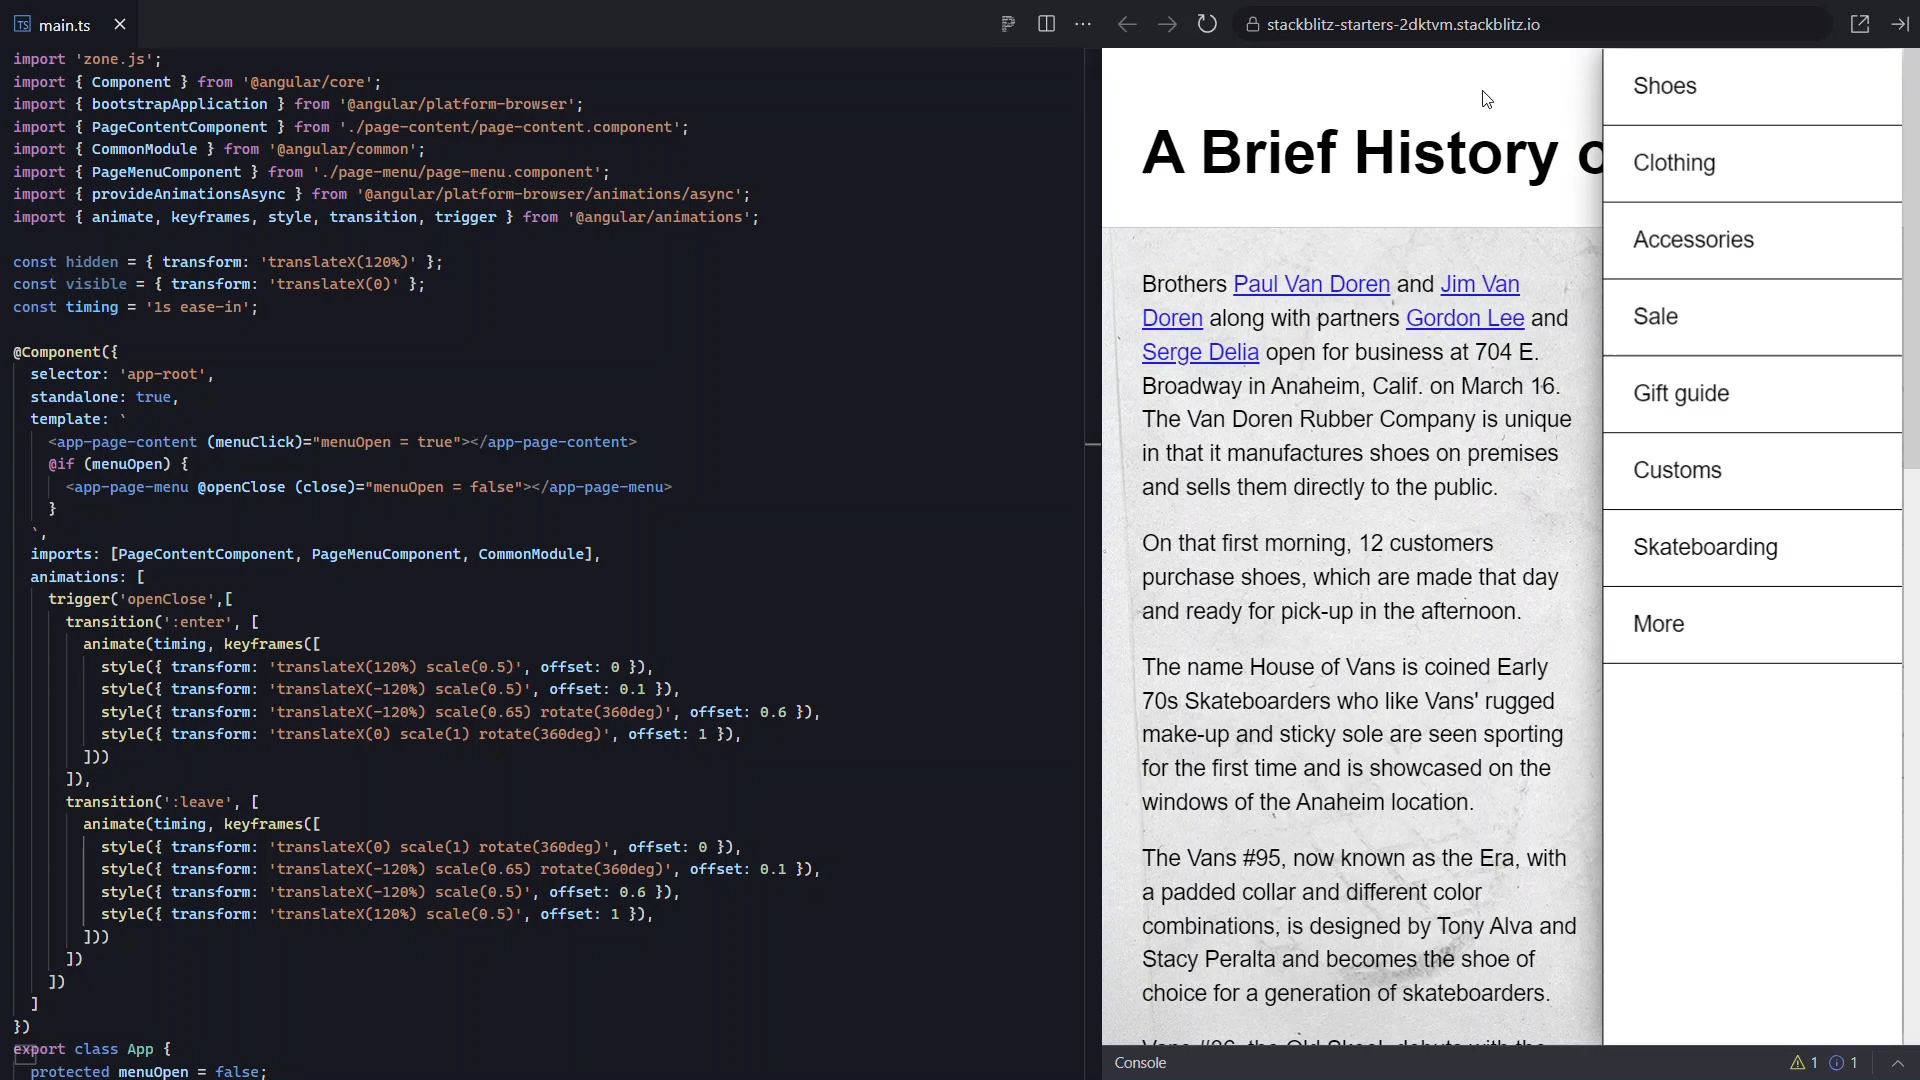 TS main.ts
import 'zone.js';
import { Component } from '@angular/core';
import { bootstrapApplication } from '@angular/platform-browser';
import { PageContentComponent } from './page-content/page-content.component';
import { CommonModule } from '@angular/common';
import { PageMenuComponent } from './page-menu/page-menu.component';
import { provideAnimationsAsync } from '@angular/platform-browser/animations/async';
import { animate, keyframes, style, transition, trigger } from '@angular/animations';
const hidden = { transform: 'translateX(120%)' };
const visible = { transform: 'translateX(0)' };
const timing = '1s ease-in';
@Component({
selector: 'app-root',
standalone: true,
template: `
<app-page-content (menuClick)="menuOpen = true"></app-page-content>
@if (menuOpen) {
<app-page-menu @openClose (close)="menuOpen = false"></app-page-menu>
}
`,
imports: [PageContentComponent, PageMenuComponent, CommonModule],
animations: [
trigger('openClose',[
transition(':enter', [
animate(timing, keyframes([
style({ transform: 'translateX(120%) scale(0.5)', offset: 0 }),
style({ transform: 'translateX(-120%) scale(0.5)', offset: 0.1 }),
style({ transform: 'translateX(-120%) scale(0.65) rotate(360deg)', offset: 0.6 }),
style({ transform: 'translateX(0) scale(1) rotate(360deg)', offset: 1 }),
]))
]),
transition(':leave', [
animate(timing, keyframes([
style({ transform: 'translateX(0) scale(1) rotate(360deg)', offset: 0 }),
style({ transform: 'translateX(-120%) scale(0.65) rotate(360deg)', offset: 0.1 }),
style({ transform: 'translateX(-120%) scale(0.5)', offset: 0.6 }),
style({ transform: 'translateX(120%) scale(0.5)', offset: 1 }),
]))
])
])
]
})
export class App {
protected menuOpen = false;
stackblitz-starters-2dktvm.stackblitz.io
A Brief History o
Brothers Paul Van Doren and Jim Van
Doren along with partners Gordon Lee and
Serge Delia open for business at 704 E.
Broadway in Anaheim, Calif. on March 16.
The Van Doren Rubber Company is unique
in that it manufactures shoes on premises
and sells them directly to the public.
On that first morning, 12 customers
purchase shoes, which are made that day
and ready for pick-up in the afternoon.
The name House of Vans is coined Early
70s Skateboarders who like Vans' rugged
make-up and sticky sole are seen sporting
for the first time and is showcased on the
windows of the Anaheim location.
The Vans #95, now known as the Era, with
a padded collar and different color
combinations, is designed by Tony Alva and
Stacy Peralta and becomes the shoe of
choice for a generation of skateboarders.
Vans #36, the Old Skool, debuts with the
Shoes
Clothing
Accessories
Sale
Gift guide
Customs
Skateboarding
More
Console
1 1